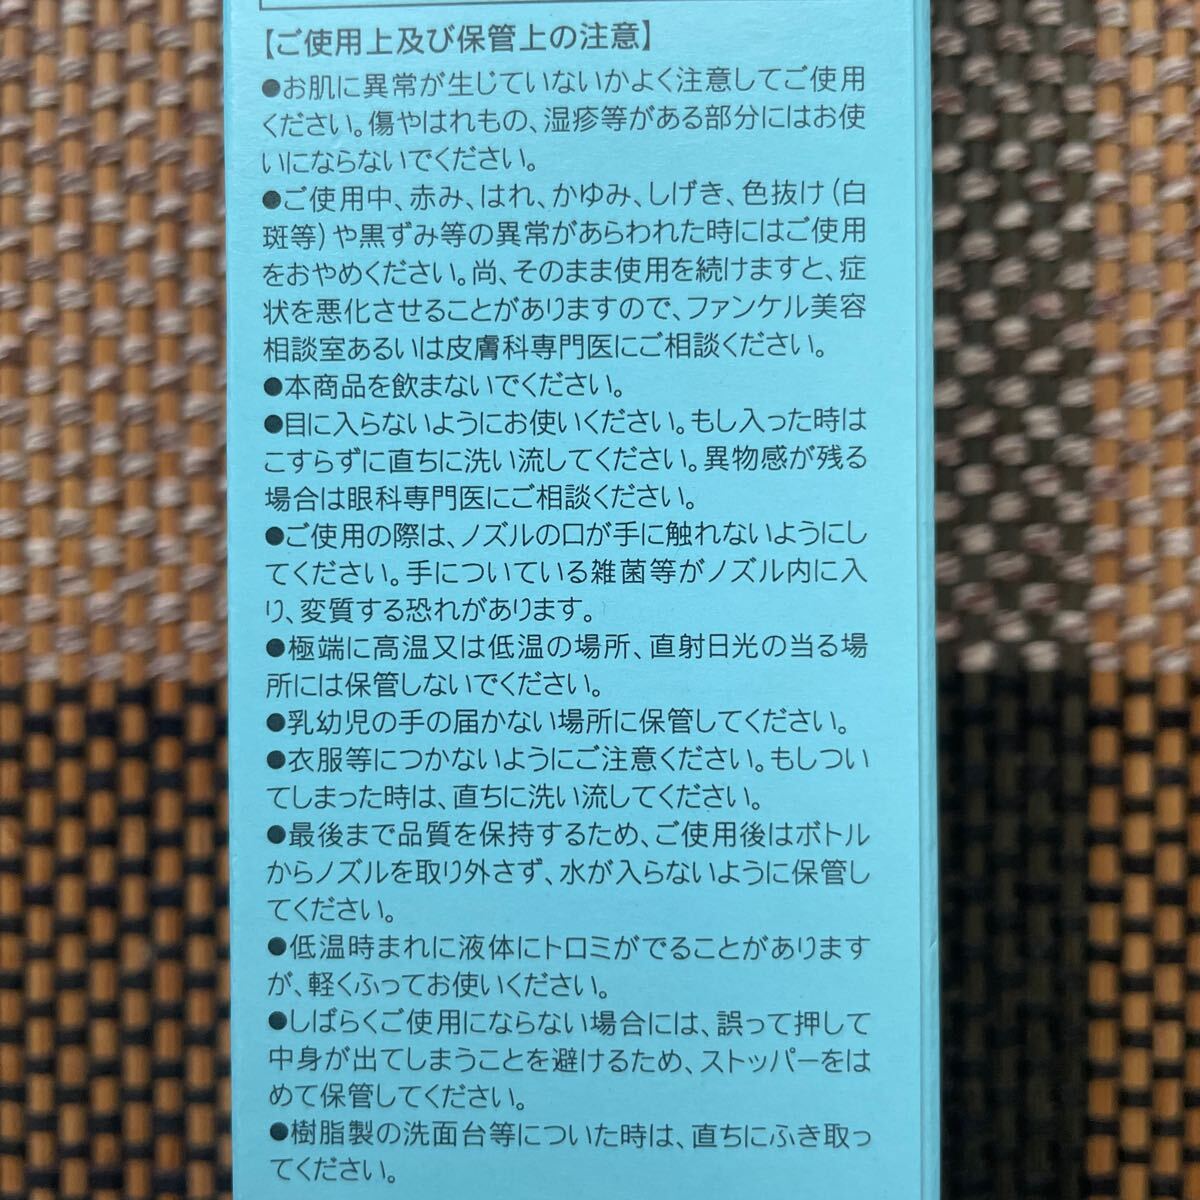 【ご使用上及び保管上の注意】
●お肌に異常が生じていないかよく注意してご使用
ください。傷やはれもの、湿疹等がある部分にはお使
いにならないでください。
●ご使用中、赤み、はれ、かゆみ、しげき、色抜け(白
斑等)や黒ずみ等の異常があらわれた時にはご使用
をおやめください。尚、そのまま使用を続けますと、症
状を悪化させることがありますので、ファンケル美容
相談室あるいは皮膚科専門医にご相談ください。
●本商品を飲まないでください。
●目に入らないようにお使いください。もし入った時は
こすらずに直ちに洗い流してください。異物感が残る
場合は眼科専門医にご相談ください。
●ご使用の際は、ノズルの口が手に触れないようにし
てください。手についている雑菌等がノズル内に入
り、変質する恐れがあります。
●極端に高温又は低温の場所、直射日光の当る場
所には保管しないでください。
●乳幼児の手の届かない場所に保管してください。
●衣服等につかないようにご注意ください。もしつい
てしまった時は、直ちに洗い流してください。
●最後まで品質を保持するため、ご使用後はボトル
からノズルを取り外さず、水が入らないように保管し
てください。
●低温時まれに液体にトロミがでることがあります
が、軽くふってお使いください。
●しばらくご使用にならない場合には、誤って押して
中身が出てしまうことを避けるため、ストッパーをは
めて保管してください。
●樹脂製の洗面台等についた時は、直ちにふき取っ
てください。